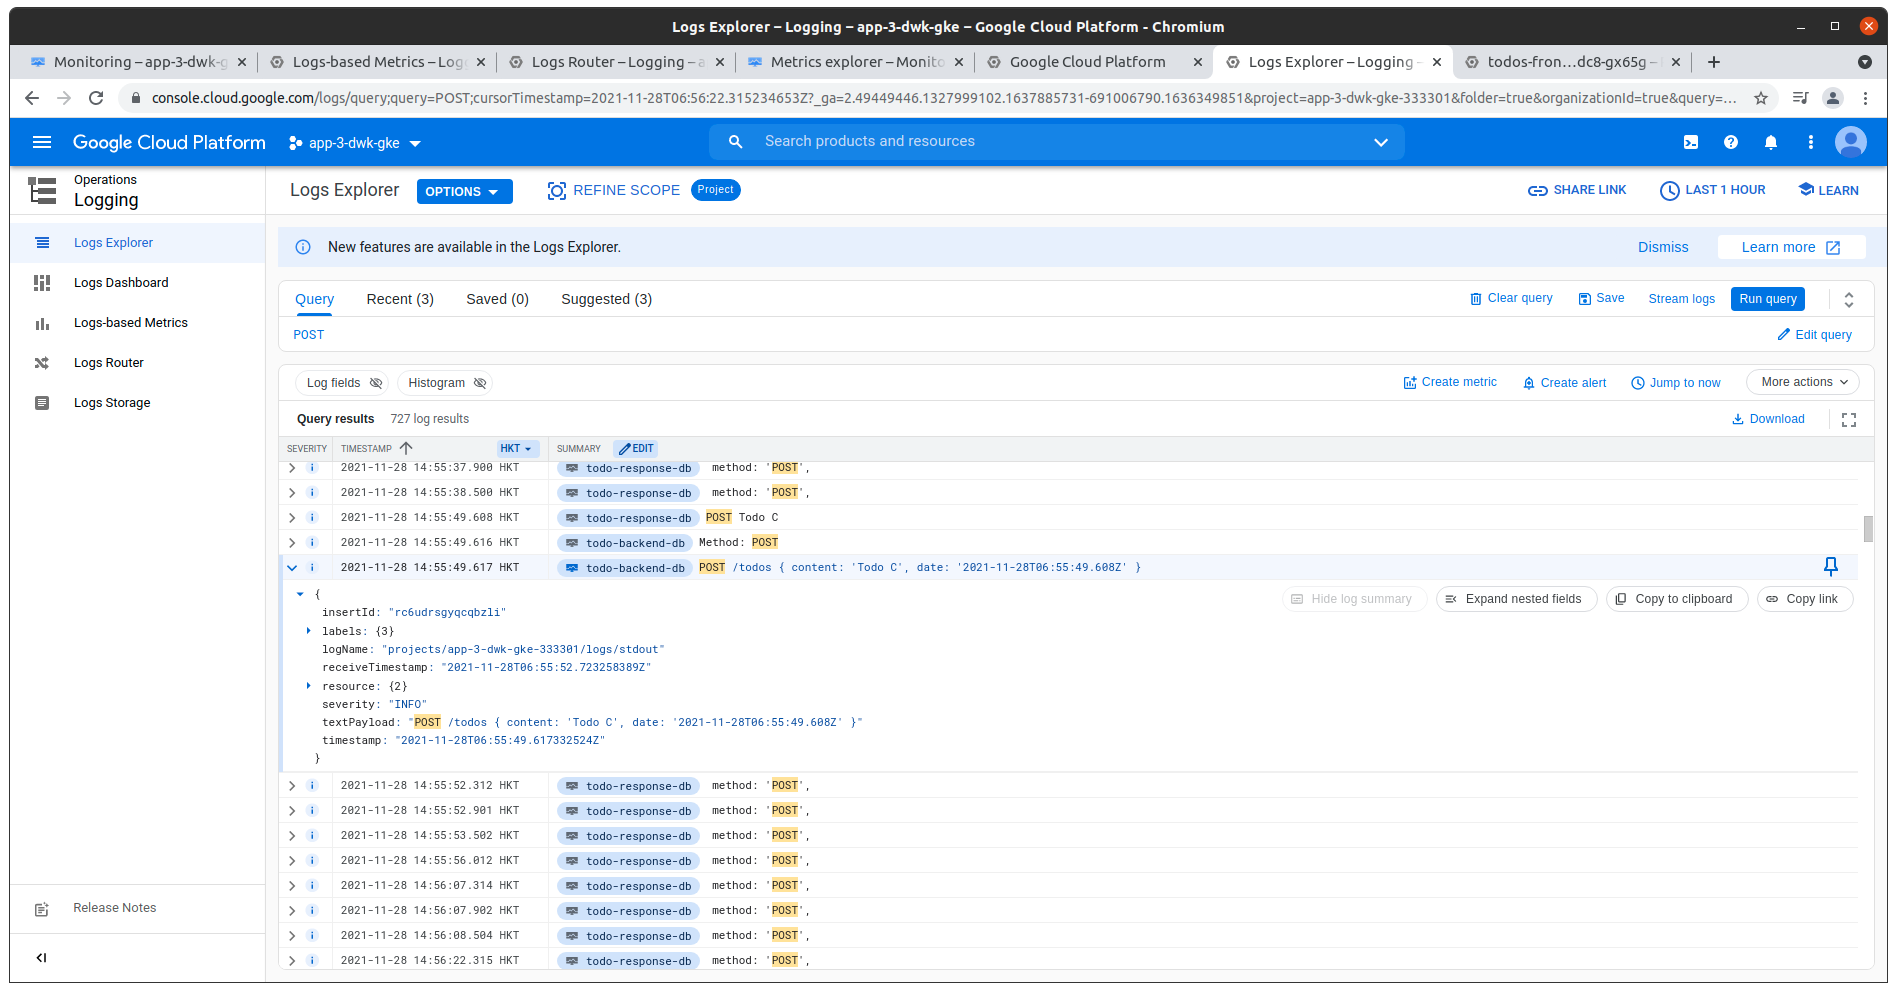 Logs Explorer – Logging – app-3-dwk-gke – Google Cloud Platform - Chromium
Monitoring – app-3-dwk-g
Logs-based Metrics – Log
Logs Router – Logging – a
Metrics explorer – Monito
Google Cloud Platform
Logs Explorer – Logging –
todos-fron…dc8-gx65g –
console.cloud.google.com/logs/query;query=POST;cursorTimestamp=2021-11-28T06:56:22.315234653Z?_ga=2.49449446.1327999102.1637885731-691006790.1636349851&project=app-3-dwk-gke-333301&folder=true&organizationId=true&query=…
Google Cloud Platform
app-3-dwk-gke
Search products and resources
Operations
Logging
Logs Explorer
OPTIONS
REFINE SCOPE
Project
SHARE LINK
LAST 1 HOUR
LEARN
Logs Explorer
Logs Dashboard
Logs-based Metrics
Logs Router
Logs Storage
Release Notes
New features are available in the Logs Explorer.
Dismiss
Learn more
Query
Recent (3)
Saved (0)
Suggested (3)
Clear query
Save
Stream logs
Run query
POST
Edit query
Log fields
Histogram
Create metric
Create alert
Jump to now
More actions
Query results
727 log results
Download
SEVERITY TIMESTAMP HKT SUMMARY EDIT
2021-11-28 14:55:37.900 HKT todo-response-db method: 'POST',
2021-11-28 14:55:38.500 HKT todo-response-db method: 'POST',
2021-11-28 14:55:49.608 HKT todo-response-db POST Todo C
2021-11-28 14:55:49.616 HKT todo-backend-db Method: POST
2021-11-28 14:55:49.617 HKT todo-backend-db POST /todos { content: 'Todo C', date: '2021-11-28T06:55:49.608Z' }
Hide log summary
Expand nested fields
Copy to clipboard
Copy link
{
insertId: "rc6udrsgyqcqbzli"
labels: {3}
logName: "projects/app-3-dwk-gke-333301/logs/stdout"
receiveTimestamp: "2021-11-28T06:55:52.723258389Z"
resource: {2}
severity: "INFO"
textPayload: "POST /todos { content: 'Todo C', date: '2021-11-28T06:55:49.608Z' }"
timestamp: "2021-11-28T06:55:49.617332524Z"
}
2021-11-28 14:55:52.312 HKT todo-response-db method: 'POST',
2021-11-28 14:55:52.901 HKT todo-response-db method: 'POST',
2021-11-28 14:55:53.502 HKT todo-response-db method: 'POST',
2021-11-28 14:55:56.012 HKT todo-response-db method: 'POST',
2021-11-28 14:56:07.314 HKT todo-response-db method: 'POST',
2021-11-28 14:56:07.902 HKT todo-response-db method: 'POST',
2021-11-28 14:56:08.504 HKT todo-response-db method: 'POST',
2021-11-28 14:56:22.315 HKT todo-response-db method: 'POST',